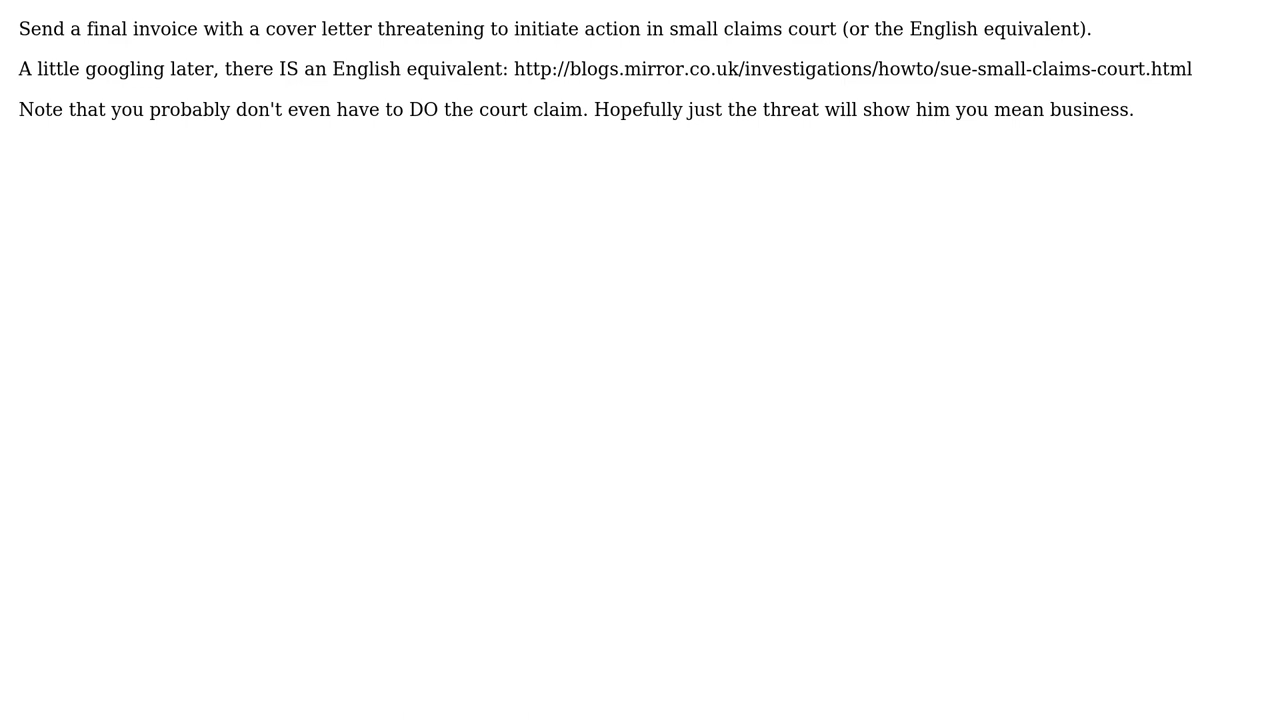 Send a final invoice with a cover letter threatening to initiate action in small claims court (or the English equivalent).
A little googling later, there IS an English equivalent: http://blogs.mirror.co.uk/investigations/howto/sue-small-claims-court.html
Note that you probably don't even have to DO the court claim. Hopefully just the threat will show him you mean business.